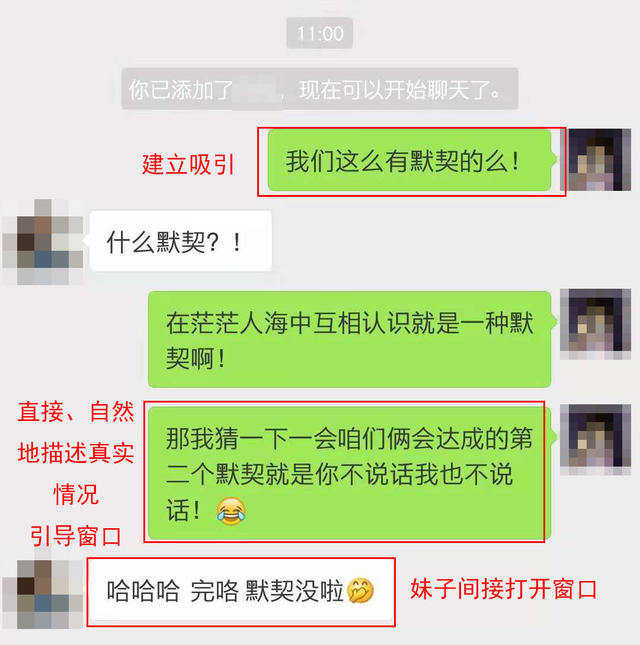 11:00
你已添加了，现在可以开始聊天了。
建立吸引
我们这么有默契的么！
什么默契？！
在茫茫人海中互相认识就是一种默
契啊！
直接、自然
地描述真实
情况
引导窗口
那我猜一下一会咱们俩会达成的第
二个默契就是你不说话我也不说
话！😂
哈哈哈 完咯 默契没啦🤭
妹子间接打开窗口